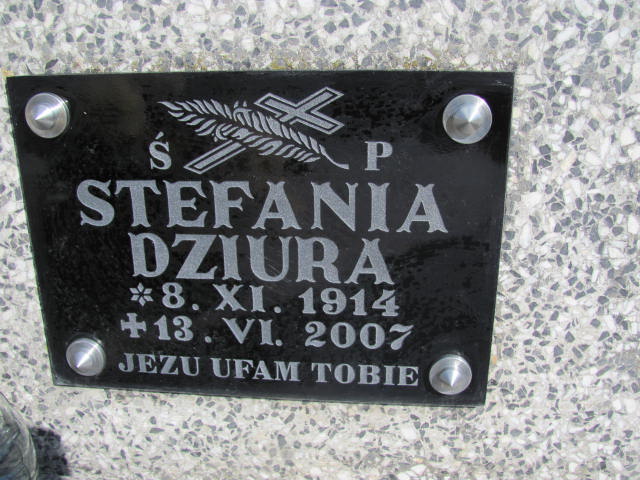 Ś P
STEFANIA
DZIURA
* 8. XI. 1914
✝ 13. VI. 2007
JEZU UFAM TOBIE